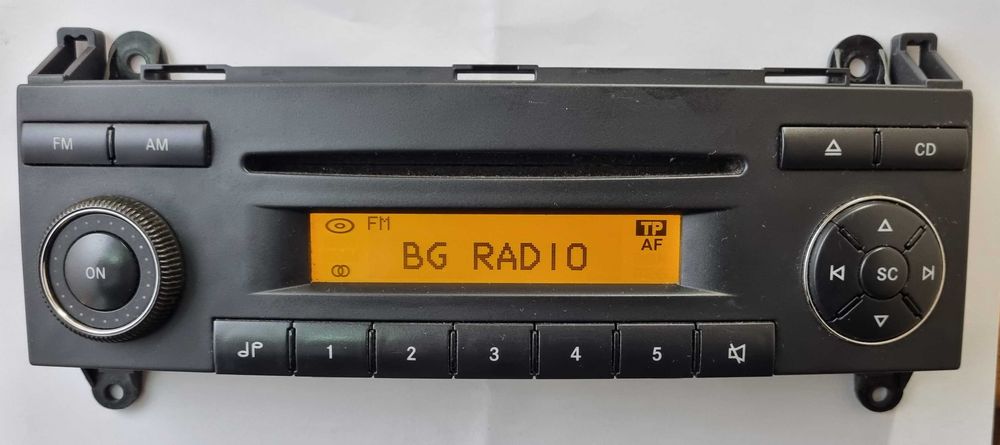 FM AM
CD
FM
TP
AF
BG RADIO
ON
SC
1 2 3 4 5